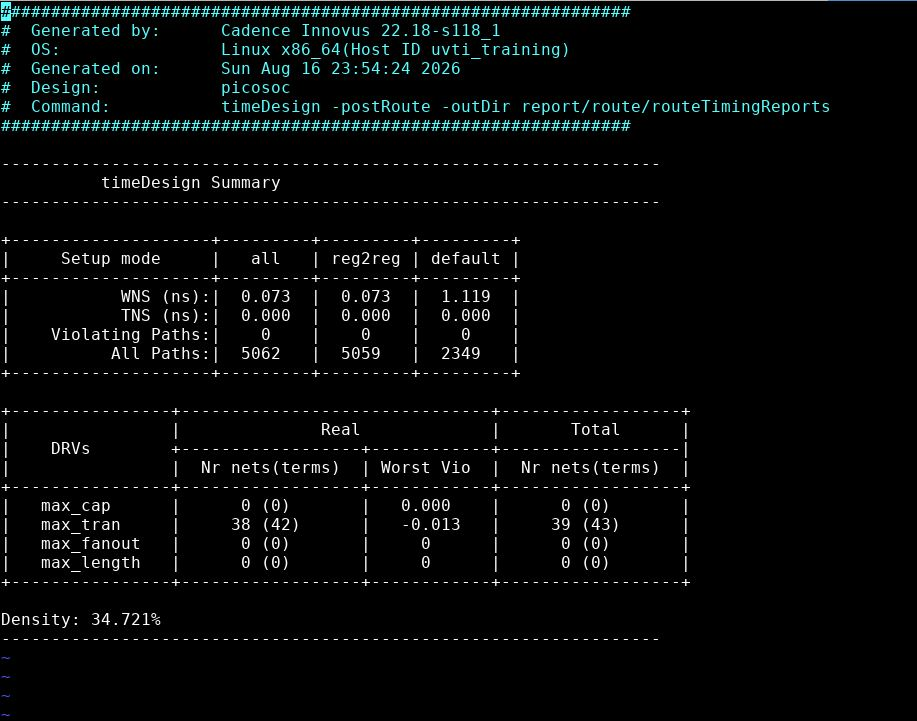 ###############################################################
#  Generated by:      Cadence Innovus 22.18-s118_1
#  OS:                Linux x86_64(Host ID uvti_training)
#  Generated on:      Sun Aug 16 23:54:24 2026
#  Design:            picosoc
#  Command:           timeDesign -postRoute -outDir report/route/routeTimingReports
###############################################################

------------------------------------------------------------------
          timeDesign Summary
------------------------------------------------------------------

+--------------------+---------+---------+---------+
|     Setup mode     |   all   | reg2reg | default |
+--------------------+---------+---------+---------+
|           WNS (ns):|  0.073  |  0.073  |  1.119  |
|           TNS (ns):|  0.000  |  0.000  |  0.000  |
|    Violating Paths:|    0    |    0    |    0    |
|          All Paths:|  5062   |  5059   |  2349   |
+--------------------+---------+---------+---------+

+----------------+-------------------------------+------------------+
|                |              Real             |       Total      |
|    DRVs        +------------------+------------+------------------|
|                |  Nr nets(terms)  | Worst Vio  |  Nr nets(terms)  |
+----------------+------------------+------------+------------------+
|   max_cap      |      0 (0)       |   0.000    |      0 (0)       |
|   max_tran     |     38 (42)      |   -0.013   |     39 (43)      |
|   max_fanout   |      0 (0)       |     0      |      0 (0)       |
|   max_length   |      0 (0)       |     0      |      0 (0)       |
+----------------+------------------+------------+------------------+

Density: 34.721%
------------------------------------------------------------------
~
~
~
~